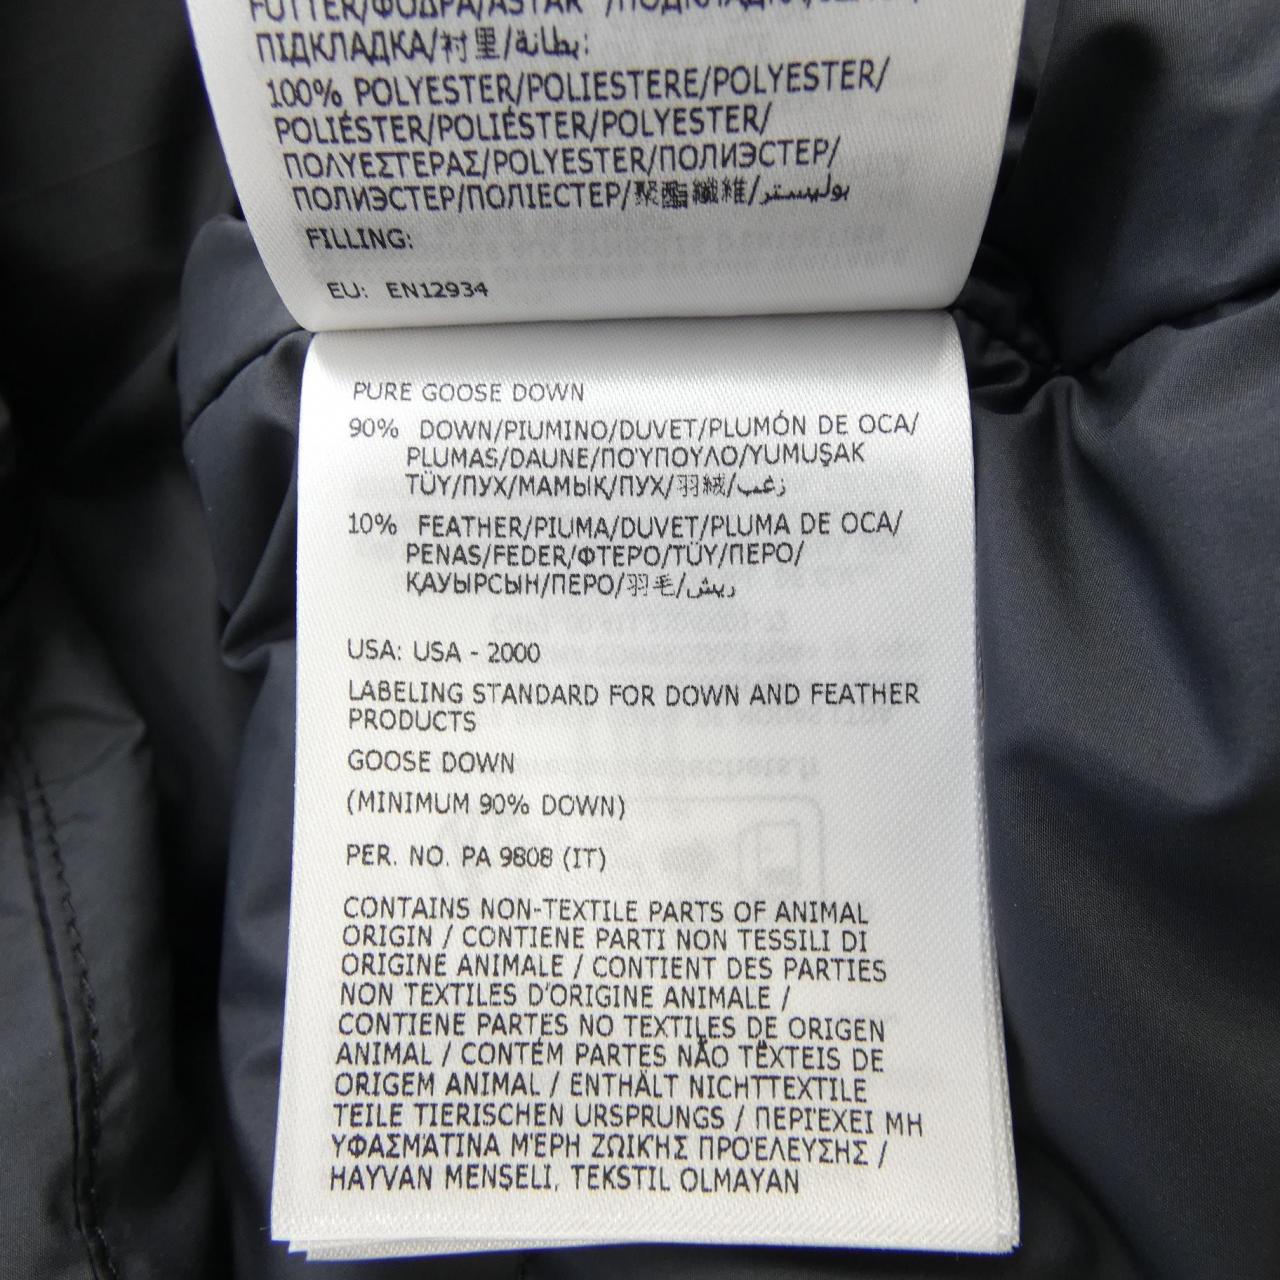 FUTTER/ФОДРА/ASTAR
ПІДКЛАДКА/衬里/بطانة:
100% POLYESTER/POLIESTERE/POLYESTER/
POLIÉSTER/POLIÉSTER/POLYESTER/
ΠΟΛΥΕΣΤΕΡΑΣ/POLYESTER/ПОЛИЭСТЕР/
ПОЛИЭСТЕР/ПОЛІЕСТЕР/聚酯纖維/بوليستر
FILLING:
EU: EN12934
PURE GOOSE DOWN
90% DOWN/PIUMINO/DUVET/PLUMÓN DE OCA/
PLUMAS/DAUNE/ΠΟΥΠΟΥΛΟ/YUMUŞAK
TÜY/ПУХ/МАМЫҚ/ПУХ/羽絨/زغب
10% FEATHER/PIUMA/DUVET/PLUMA DE OCA/
PENAS/FEDER/ΦΤΕΡΟ/TÜY/ПЕРО/
ҚАУЫРСЫН/ПЕРО/羽毛/ريش
USA: USA - 2000
LABELING STANDARD FOR DOWN AND FEATHER
PRODUCTS
GOOSE DOWN
(MINIMUM 90% DOWN)
PER. NO. PA 9808 (IT)
CONTAINS NON-TEXTILE PARTS OF ANIMAL
ORIGIN / CONTIENE PARTI NON TESSILI DI
ORIGINE ANIMALE / CONTIENT DES PARTIES
NON TEXTILES D'ORIGINE ANIMALE /
CONTIENE PARTES NO TEXTILES DE ORIGEN
ANIMAL / CONTÉM PARTES NÃO TÊXTEIS DE
ORIGEM ANIMAL / ENTHÄLT NICHTTEXTILE
TEILE TIERISCHEN URSPRUNGS / ΠΕΡΙΈΧΕΙ ΜΗ
ΥΦΑΣΜΆΤΙΝΑ ΜΈΡΗ ΖΩΙΚΉΣ ΠΡΟΈΛΕΥΣΗΣ /
HAYVAN MENŞELI, TEKSTIL OLMAYAN